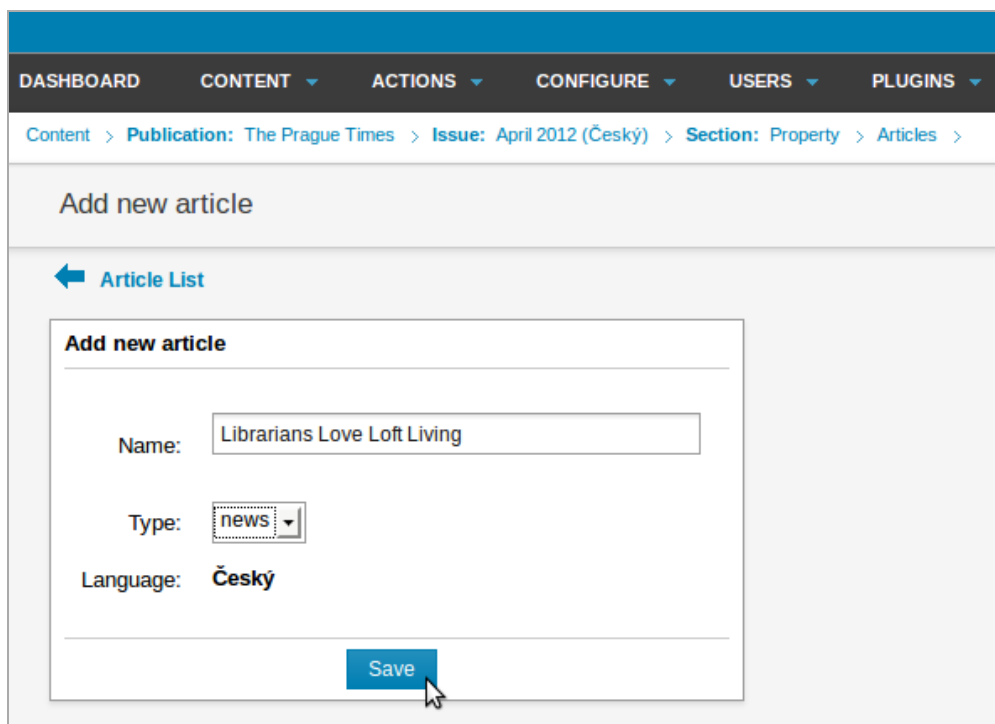 DASHBOARD CONTENT ACTIONS CONFIGURE USERS PLUGINS
Content > Publication: The Prague Times > Issue: April 2012 (Český) > Section: Property > Articles >
Add new article
Article List
Add new article
Name: Librarians Love Loft Living
Type: news
Language: Český
Save